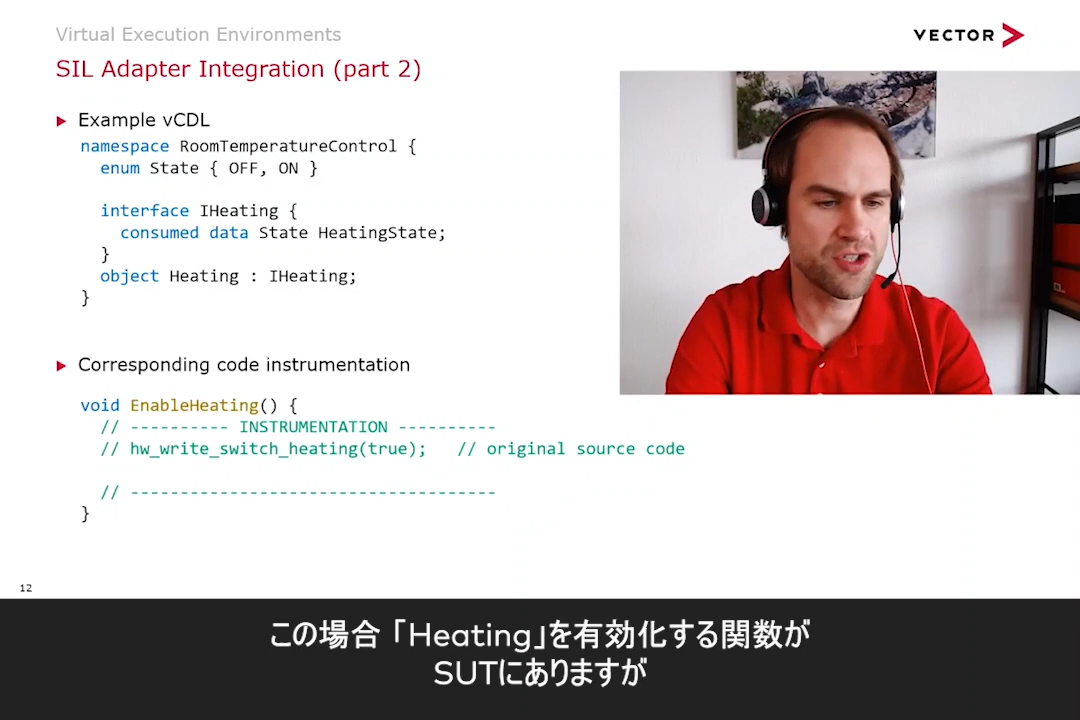 Virtual Execution Environments
VECTOR
SIL Adapter Integration (part 2)
Example vCDL
namespace RoomTemperatureControl {
enum State { OFF, ON }
interface IHeating {
consumed data State HeatingState;
}
object Heating : IHeating;
}
Corresponding code instrumentation
void EnableHeating() {
// ---------- INSTRUMENTATION ----------
// hw_write_switch_heating(true); // original source code
// -------------------------------------
}
12
この場合「Heating」を有効化する関数が
SUTにありますが